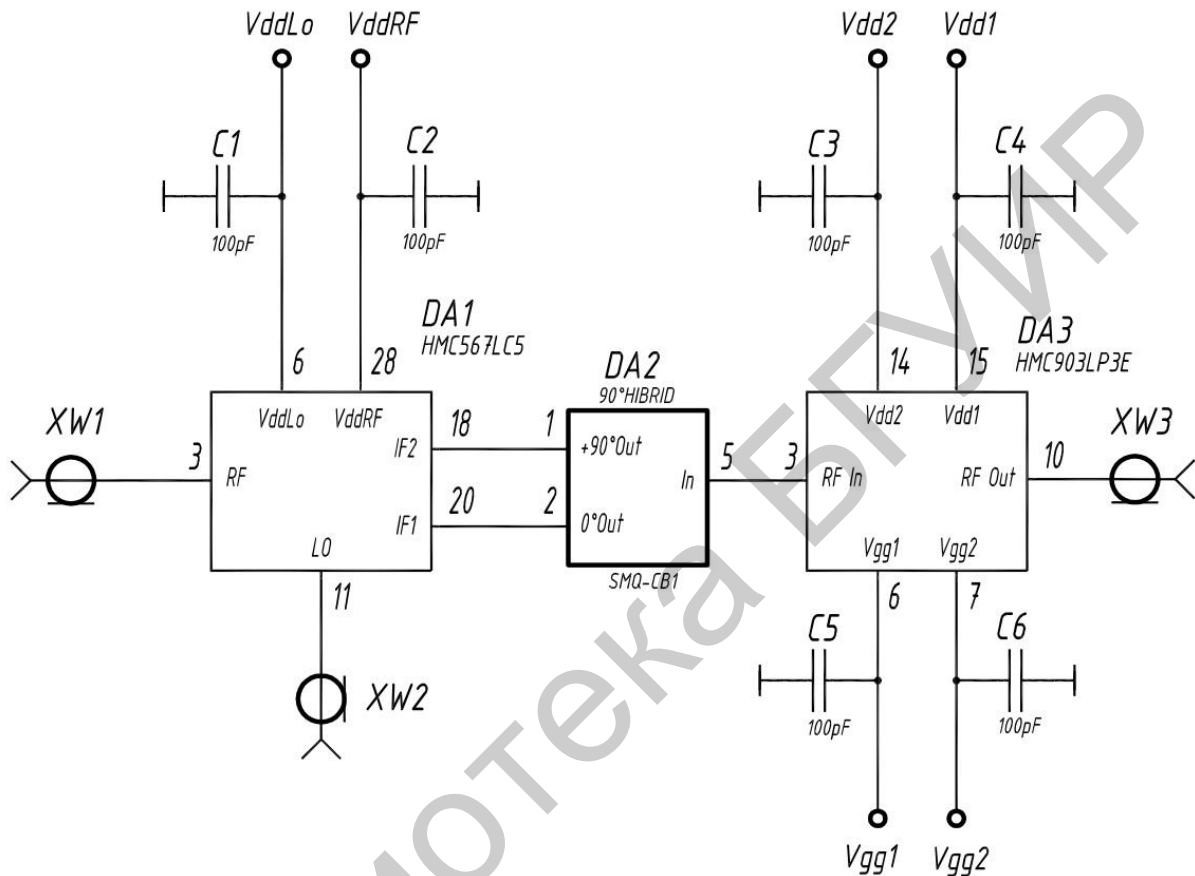 VddLo
VddRF
Vdd2
Vdd1
C1
C2
C3
C4
100pF
100pF
100pF
100pF
DA1
HMC567LC5
DA3
HMC903LP3E
6
28
14
15
DA2
90°HIBRID
XW1
3
VddLo
VddRF
18
1
Vdd2
Vdd1
XW3
IF2
+90°Out
RF
5
3
10
In
RF In
RF Out
20
2
IF1
0°Out
LO
Vgg1
Vgg2
SMQ-CB1
11
6
7
C5
C6
XW2
100pF
100pF
Vgg1
Vgg2
отека БГУИР